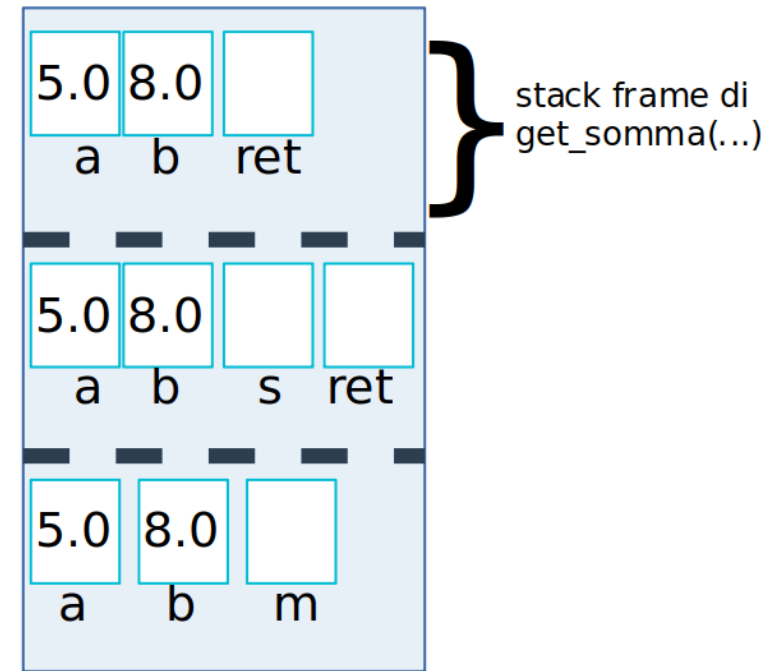 5.0 8.0
a b ret
stack frame di
get_somma(...)
5.0 8.0
a b s ret
5.0 8.0
a b m